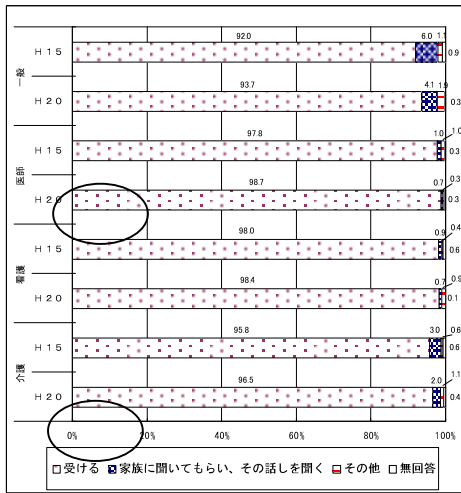 92.0 6.0 1.1
一般 H15 0.9
93.7 4.1 1.9
H20 0.3
97.8 1.0 1.0
医師 H15 0.3
98.7 0.7 0.3
H20 0.3
98.0 0.9 0.4
看護 H15 0.6
98.4 0.7 0.9
H20 0.1
95.8 3.0 0.6
介護 H15 0.6
96.5 2.0 1.1
H20 0.4
0% 20% 40% 60% 80% 100%
受ける 家族に聞いてもらい、その話しを聞く その他 無回答